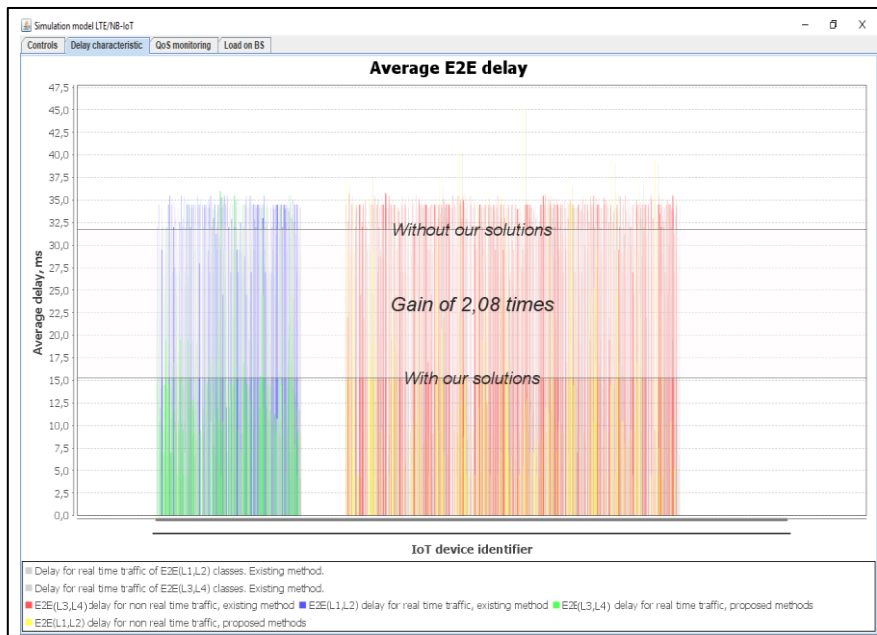 Simulation model LTE/NB-IoT
Controls Delay characteristic QoS monitoring Load on BS
Average E2E delay
47,5
45,0
42,5
40,0
37,5
35,0
32,5
30,0
27,5
25,0
22,5
20,0
17,5
15,0
12,5
10,0
7,5
5,0
2,5
0,0
Average delay, ms
Without our solutions
Gain of 2,08 times
With our solutions
IoT device identifier
Delay for real time traffic of E2E(L1,L2) classes. Existing method.
Delay for real time traffic of E2E(L3,L4) classes. Existing method.
E2E(L3,L4) delay for non real time traffic, existing method E2E(L1,L2) delay for real time traffic, existing method E2E(L3,L4) delay for real time traffic, proposed methods
E2E(L1,L2) delay for non real time traffic, proposed methods